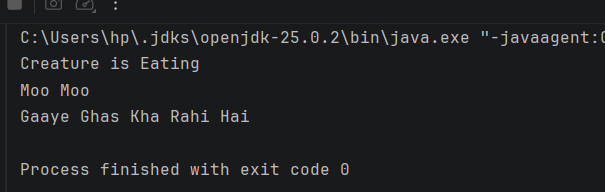 C:\Users\hp\.jdks\openjdk-25.0.2\bin\java.exe "-javaagent:
Creature is Eating
Moo Moo
Gaaye Ghas Kha Rahi Hai
Process finished with exit code 0